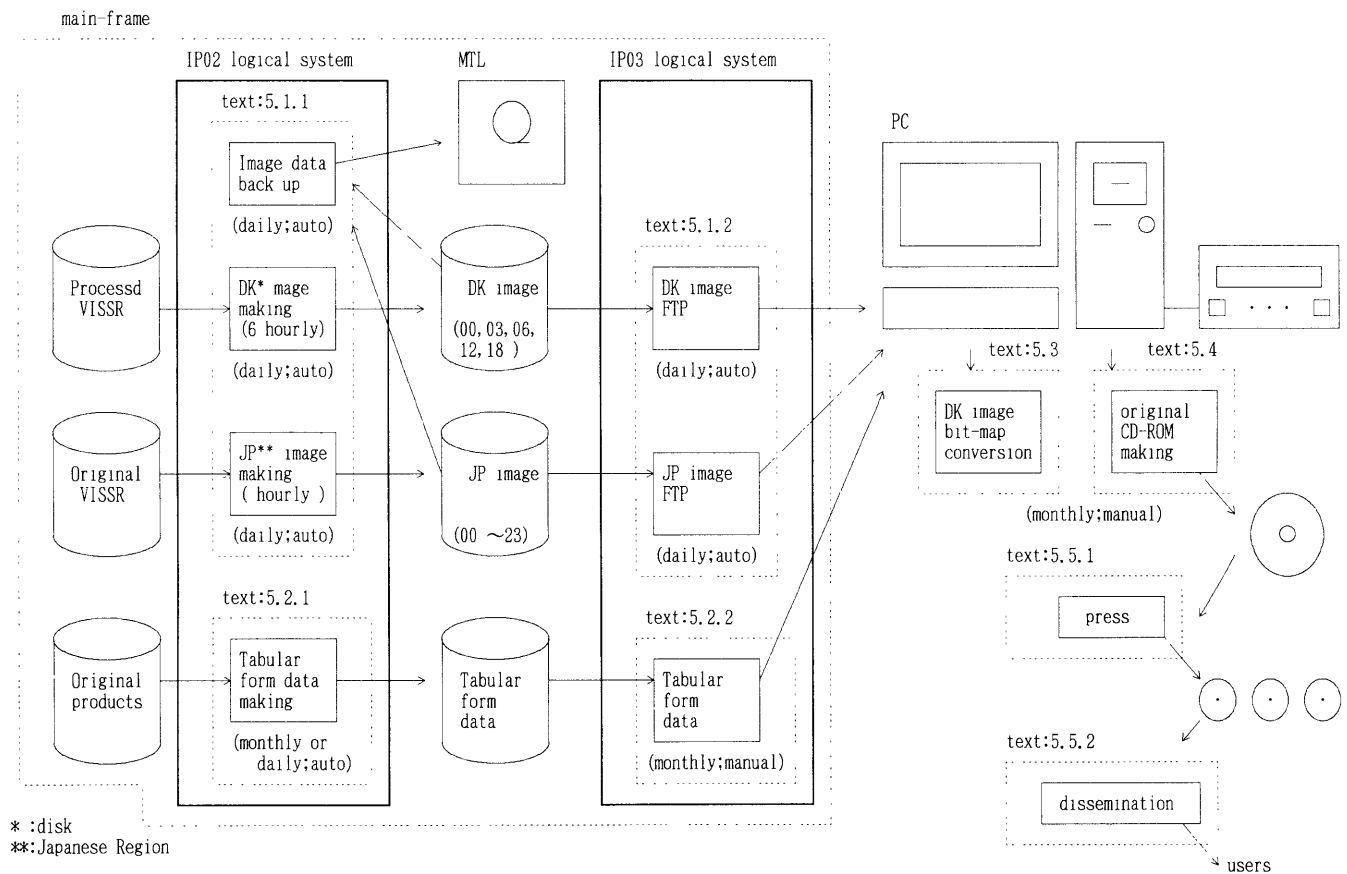 main-frame
IP02 logical system
MTL
IP03 logical system
text:5.1.1
PC
Image data
back up
(daily;auto)
text:5.1.2
Processd
VISSR
DK* mage
making
(6 hourly)
(daily;auto)
DK image
(00,03,06,
12,18 )
DK image
FTP
(daily;auto)
text:5.3
text:5.4
DK image
bit-map
conversion
original
CD-ROM
making
(monthly;manual)
Original
VISSR
JP** image
making
( hourly )
(daily;auto)
JP image
(00 ~23)
JP image
FTP
(daily;auto)
text:5.5.1
press
text:5.2.1
text:5.2.2
Original
products
Tabular
form data
making
(monthly or
daily;auto)
Tabular
form
data
Tabular
form
data
(monthly;manual)
text:5.5.2
dissemination
users
* :disk
**:Japanese Region